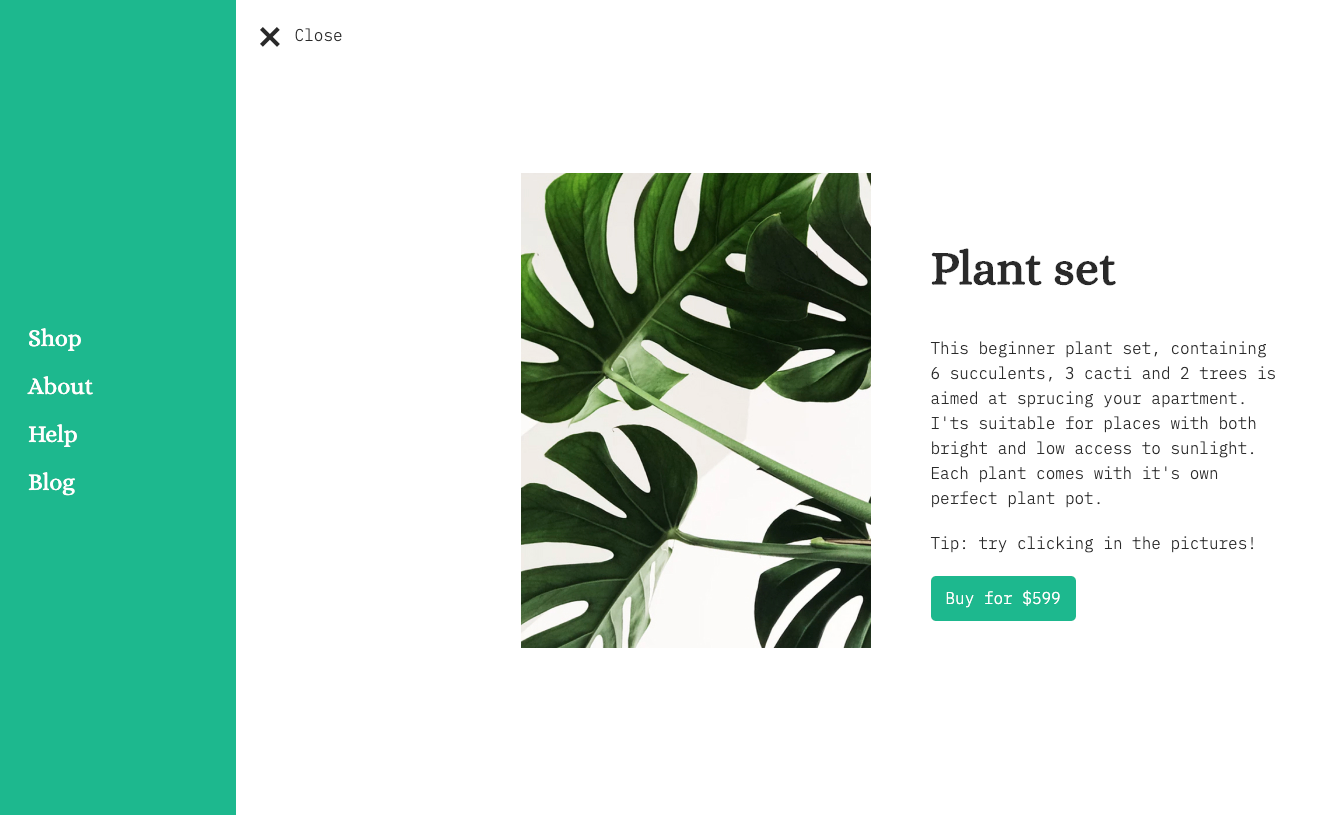 Close
Shop
About
Help
Blog
Plant set
This beginner plant set, containing
6 succulents, 3 cacti and 2 trees is
aimed at sprucing your apartment.
I'ts suitable for places with both
bright and low access to sunlight.
Each plant comes with it's own
perfect plant pot.
Tip: try clicking in the pictures!
Buy for $599